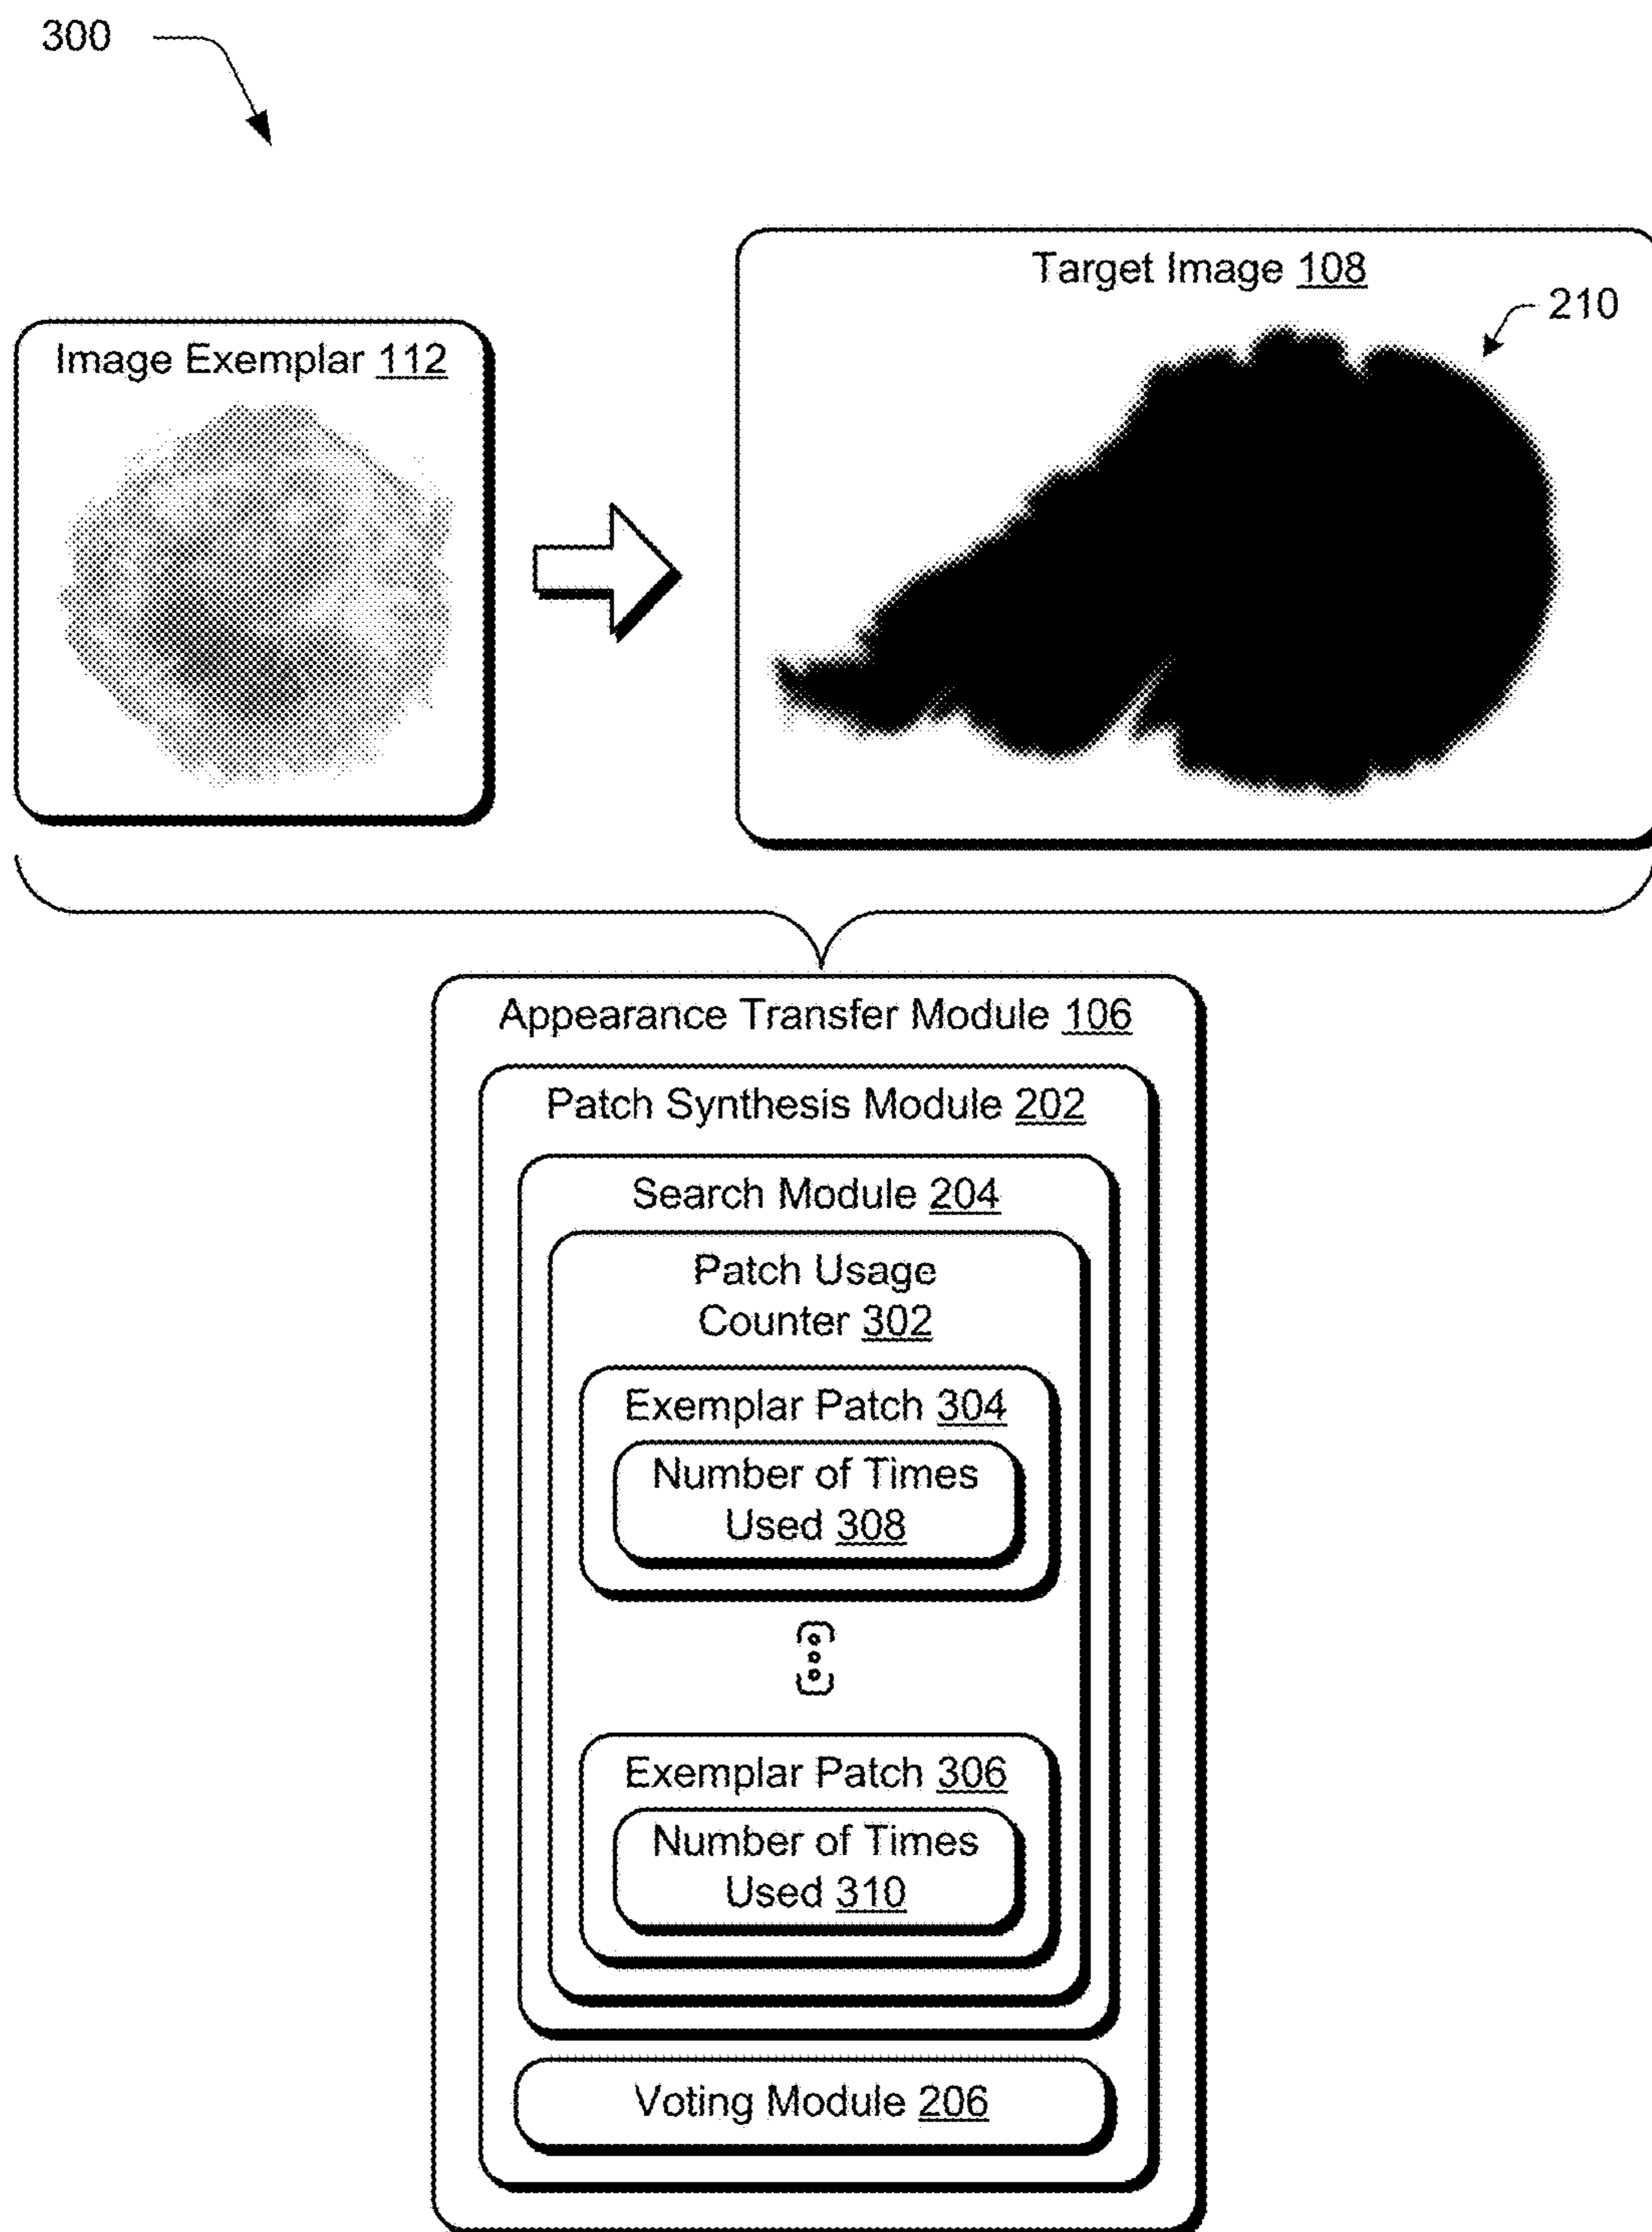 300
Target Image 108
210
Image Exemplar 112
Appearance Transfer Module 106
Patch Synthesis Module 202
Search Module 204
Patch Usage
Counter 302
Exemplar Patch 304
Number of Times
Used 308
Exemplar Patch 306
Number of Times
Used 310
Voting Module 206